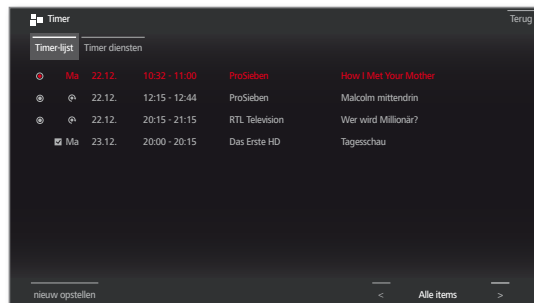 Timer Terug
Timer-lijst Timer diensten
Ma 22.12. 10:32 - 11:00 ProSieben How I Met Your Mother
22.12. 12:15 - 12:44 ProSieben Malcolm mittendrin
22.12. 20:15 - 21:15 RTL Television Wer wird Millionär?
Ma 23.12. 20:00 - 20:15 Das Erste HD Tagesschau
nieuw opstellen < Alle items >